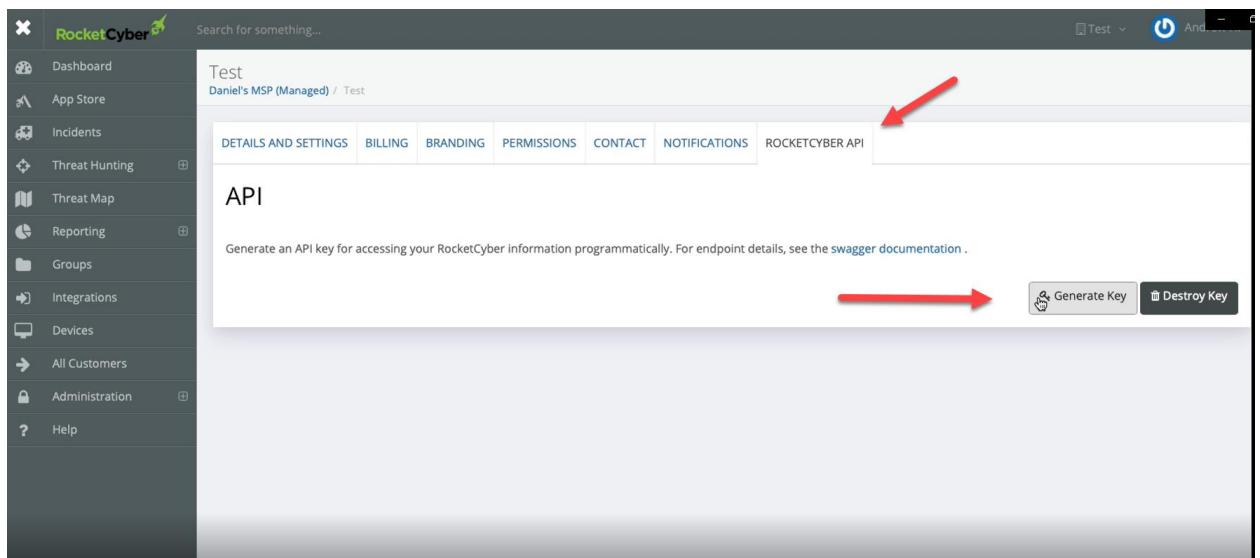 RocketCyber
Search for something...
Test
Dashboard
App Store
Incidents
Threat Hunting
Threat Map
Reporting
Groups
Integrations
Devices
All Customers
Administration
? Help
Test
Daniel's MSP (Managed) / Test
DETAILS AND SETTINGS BILLING BRANDING PERMISSIONS CONTACT NOTIFICATIONS ROCKETCYBER API
API
Generate an API key for accessing your RocketCyber information programmatically. For endpoint details, see the swagger documentation .
Generate Key Destroy Key